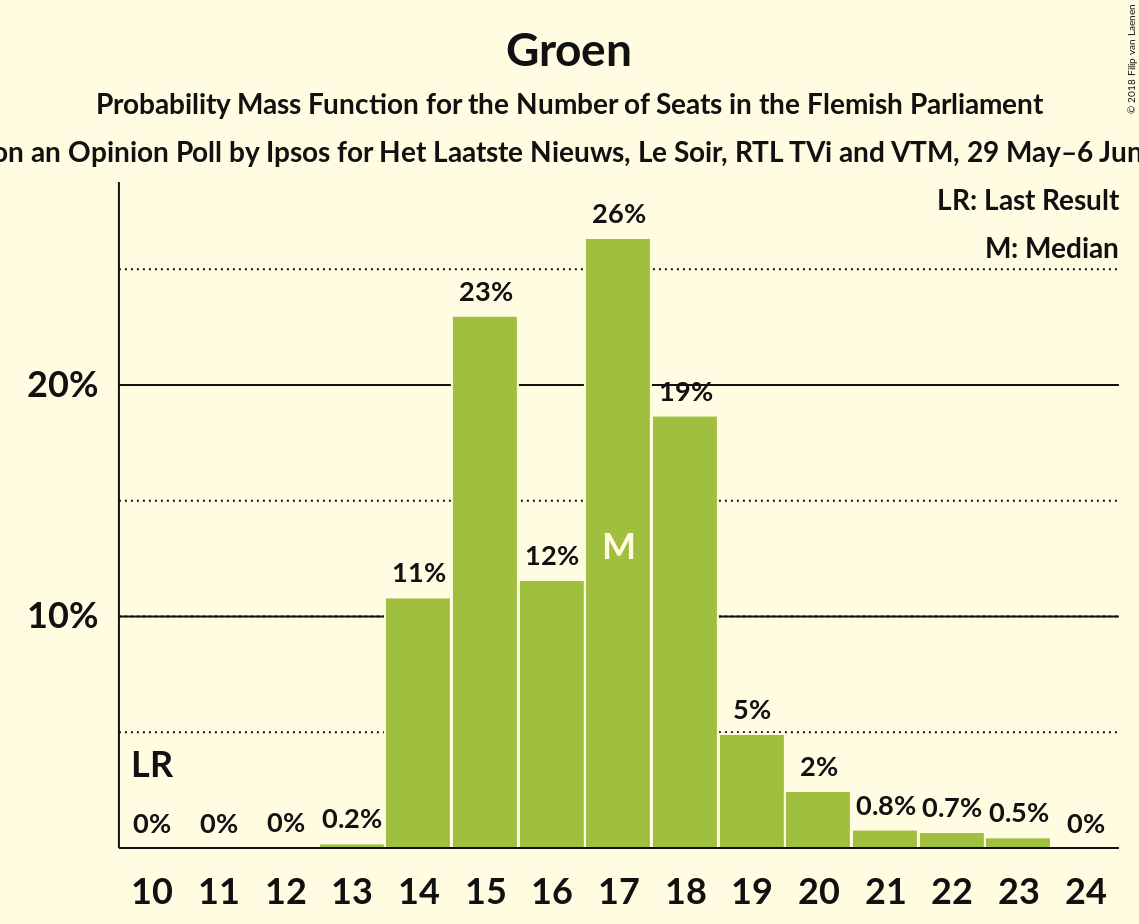 Groen
Probability Mass Function for the Number of Seats in the Flemish Parliament
on an Opinion Poll by Ipsos for Het Laatste Nieuws, Le Soir, RTL TVi and VTM, 29 May–6 Jun
© 2018 Filip van Laenen
LR: Last Result
M: Median
26%
23%
20%
19%
12%
11%
M
10%
5%
LR
2%
0% 0% 0% 0.2% 0.8% 0.7% 0.5% 0%
10 11 12 13 14 15 16 17 18 19 20 21 22 23 24